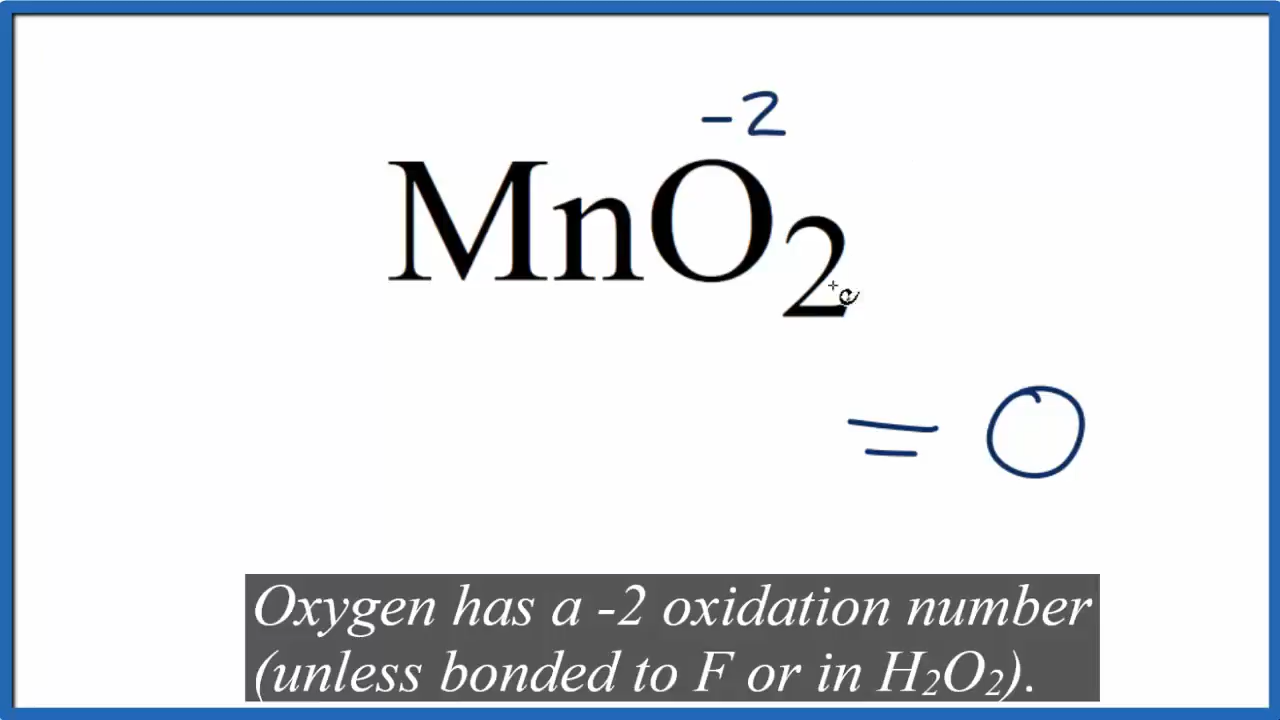 -2
MnO₂
= 0
Oxygen has a -2 oxidation number
(unless bonded to F or in H₂O₂).